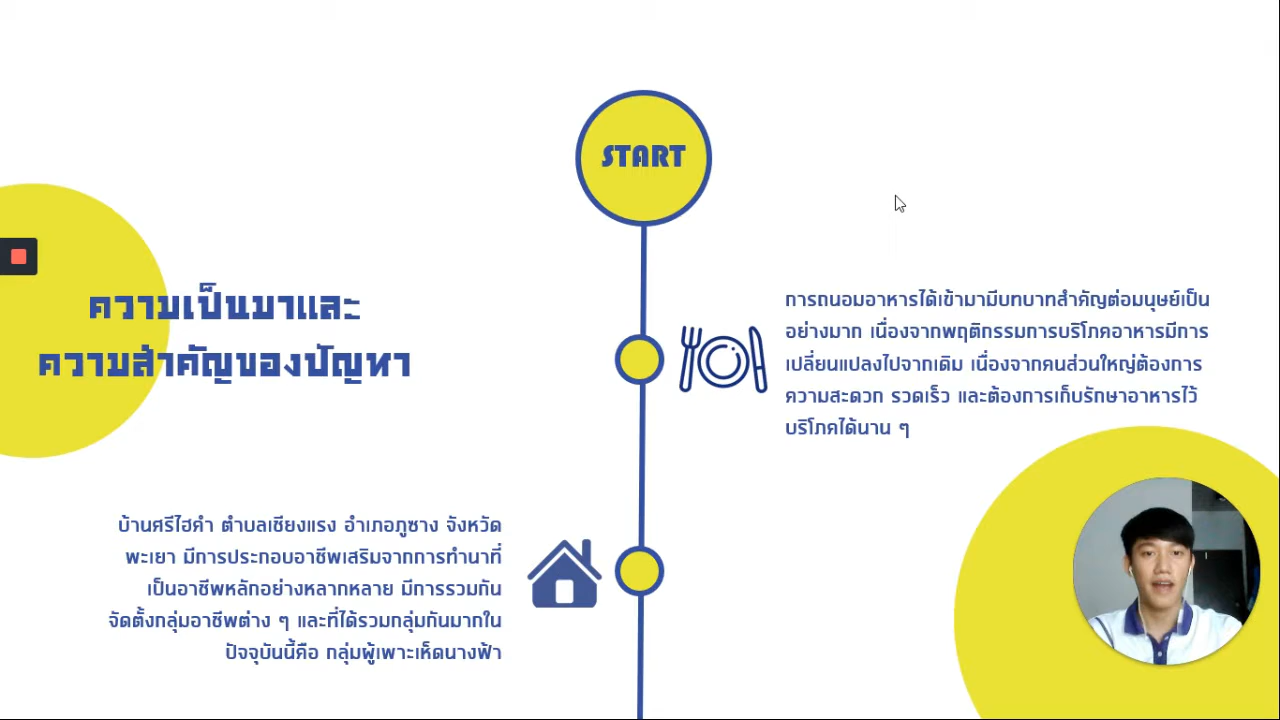 START
ความเป็นมาและ
ความสำคัญของปัญหา
การถนอมอาหารได้เข้ามามีบทบาทสำคัญต่อมนุษย์เป็น
อย่างมาก เนื่องจากพฤติกรรมการบริโภคอาหารมีการ
เปลี่ยนแปลงไปจากเดิม เนื่องจากคนส่วนใหญ่ต้องการ
ความสะดวก รวดเร็ว และต้องการเก็บรักษาอาหารไว้
บริโภคได้นาน ๆ
บ้านศรีไฮคำ ตำบลเชียงแรง อำเภอภูซาง จังหวัด
พะเยา มีการประกอบอาชีพเสริมจากการทำนาที่
เป็นอาชีพหลักอย่างหลากหลาย มีการรวมกัน
จัดตั้งกลุ่มอาชีพต่าง ๆ และที่ได้รวมกลุ่มกันมากใน
ปัจจุบันนี้คือ กลุ่มผู้เพาะเห็ดนางฟ้า